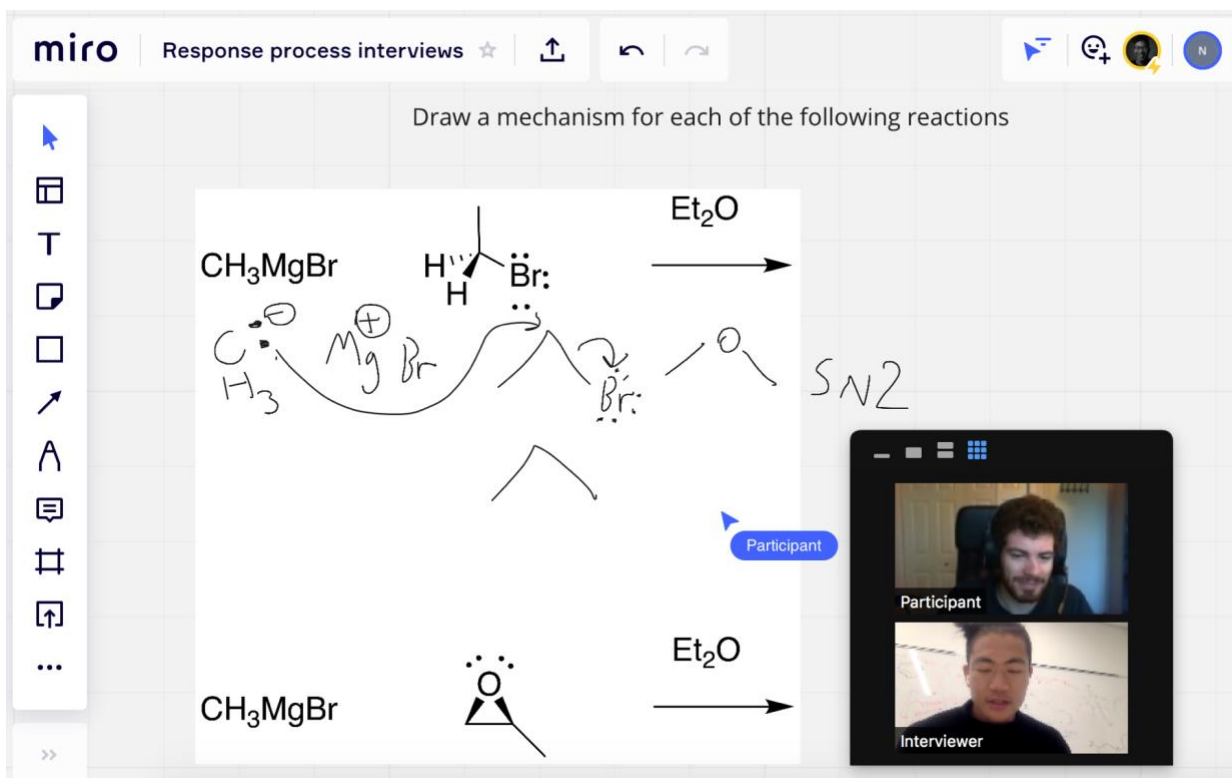 miro Response process interviews N
Draw a mechanism for each of the following reactions
T
Et₂O
CH₃MgBr H Br:
H
C H₃ ⊖ Mg ⊕ Br Br: O SN2
Participant
Participant
Et₂O
O
CH₃MgBr
Interviewer